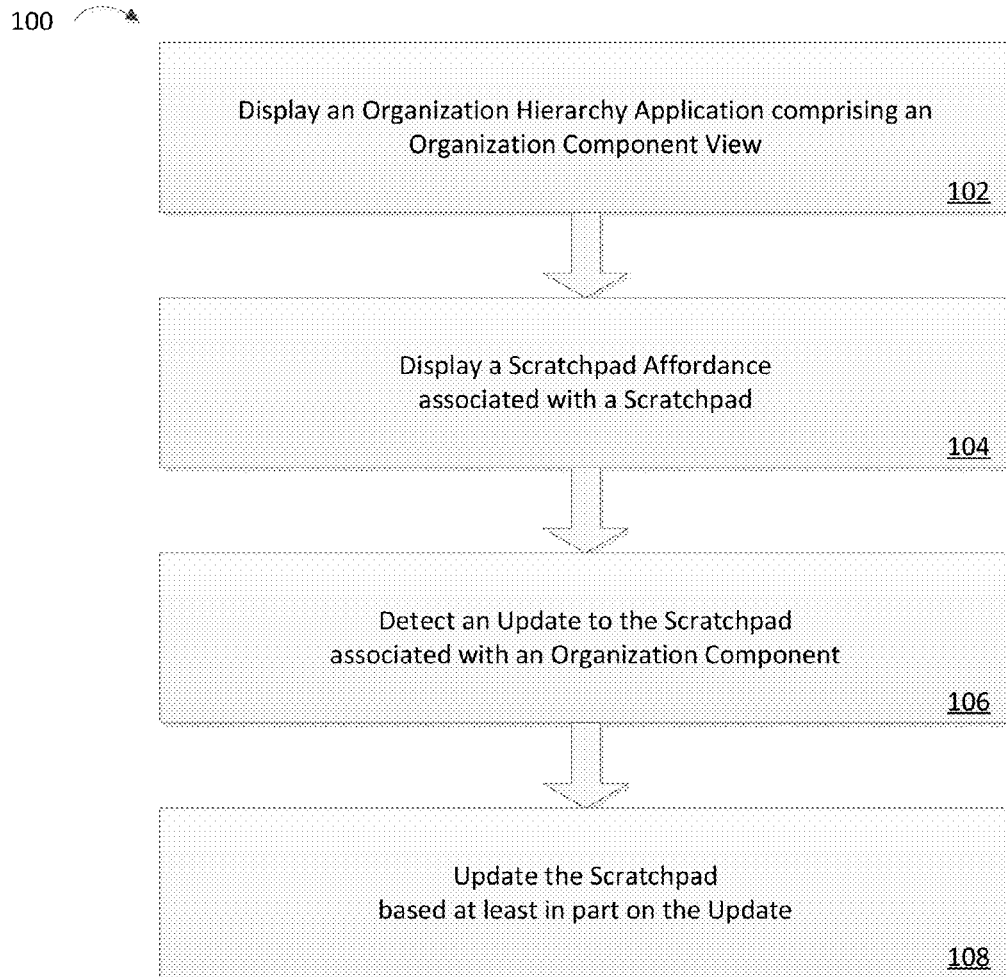 100
Display an Organization Hierarchy Application comprising an
Organization Component View
102
Display a Scratchpad Affordance
associated with a Scratchpad
104
Detect an Update to the Scratchpad
associated with an Organization Component
106
Update the Scratchpad
based at least in part on the Update
108